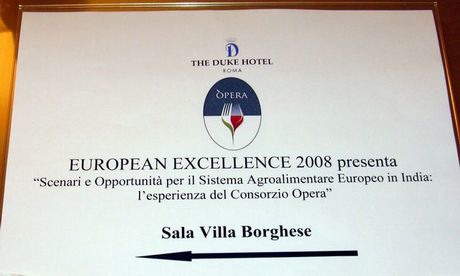 D
THE DUKE HOTEL
ROMA
ÒPERA
EUROPEAN EXCELLENCE 2008 presenta
“Scenari e Opportunità per il Sistema Agroalimentare Europeo in India:
l’esperienza del Consorzio Opera”
Sala Villa Borghese